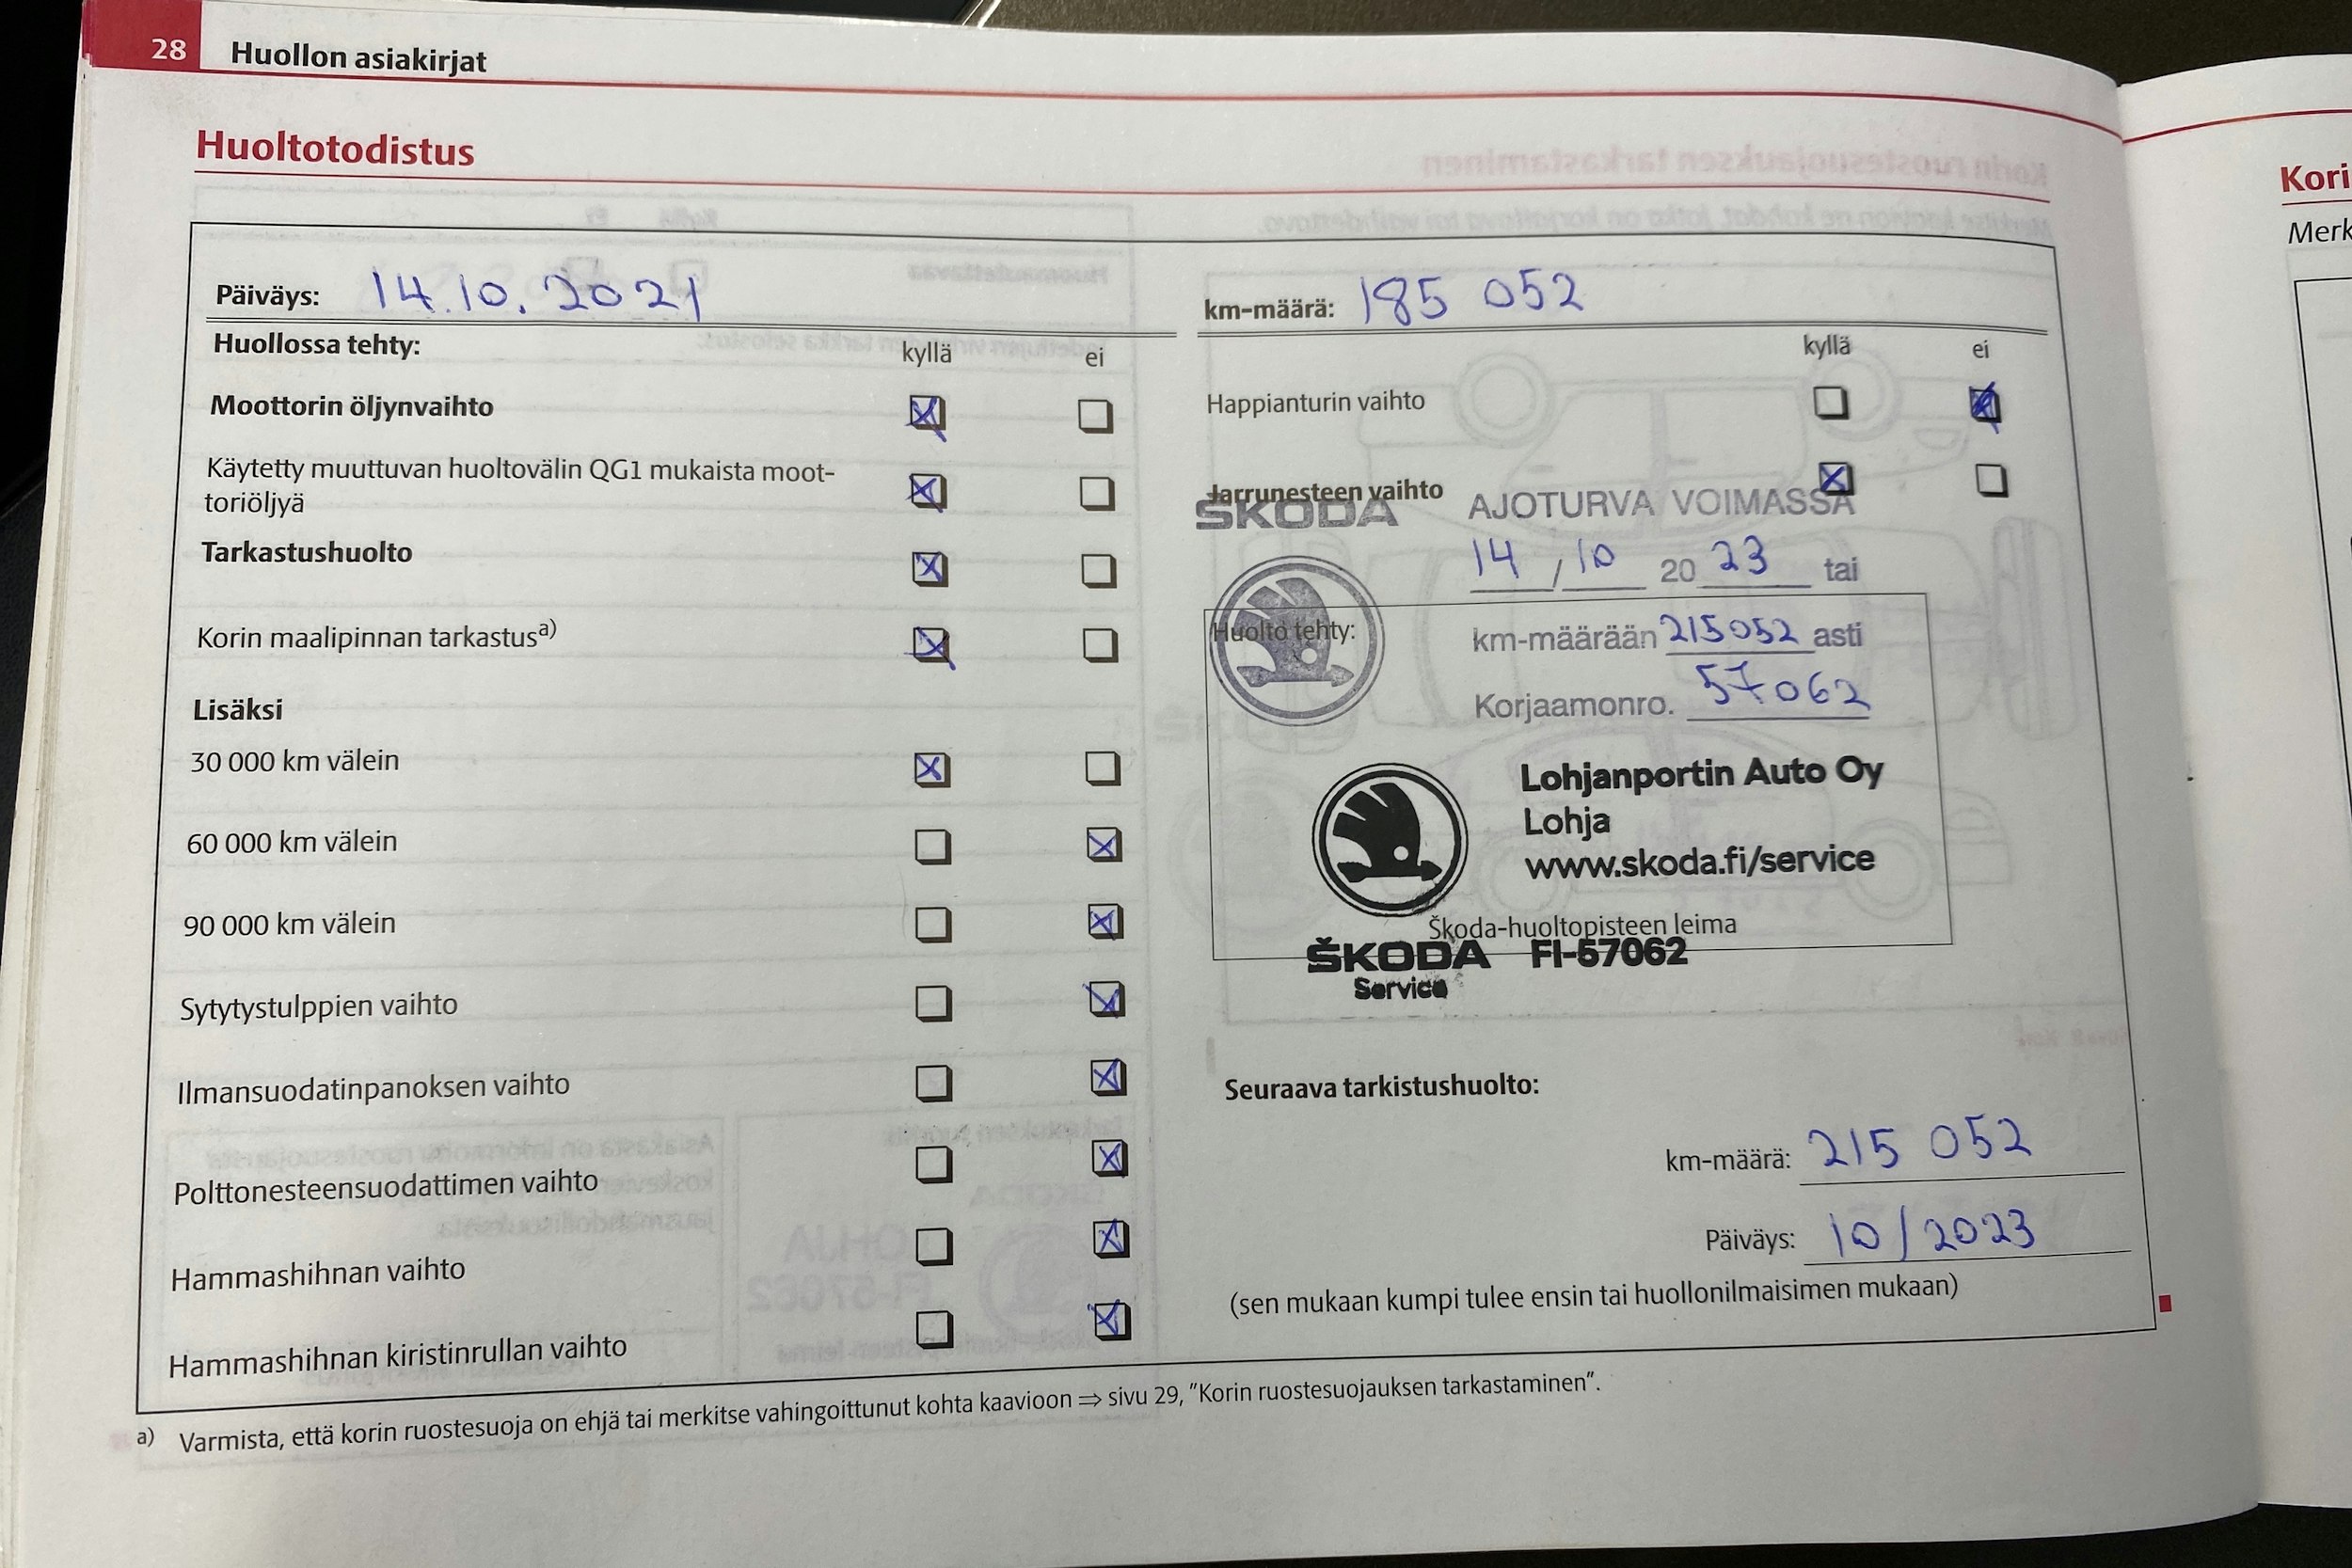 28 Huollon asiakirjat
Huoltotodistus
Päiväys: 14.10.2021
km-määrä: 185 052
Huollossa tehty: kyllä ei
Moottorin öljynvaihto
Käytetty muuttuvan huoltovälin QG1 mukaista moot-
toriöljyä
Tarkastushuolto
Korin maalipinnan tarkastus a)
Lisäksi
30 000 km välein
60 000 km välein
90 000 km välein
Sytytystulppien vaihto
Ilmansuodatinpanoksen vaihto
Polttonesteensuodattimen vaihto
Hammashihnan vaihto
Hammashihnan kiristinrullan vaihto
kyllä ei
Happianturin vaihto
Jarrunesteen vaihto
ŠKODA
AJOTURVA VOIMASSA
14 / 10 20 23 tai
Huolto tehty:
km-määrään 215052 asti
Korjaamonro. 57062
Lohjanportin Auto Oy
Lohja
www.skoda.fi/service
Škoda-huoltopisteen leima
ŠKODA FI-57062
Service
Seuraava tarkistushuolto:
km-määrä: 215 052
Päiväys: 10/2023
(sen mukaan kumpi tulee ensin tai huollonilmaisimen mukaan)
a) Varmista, että korin ruostesuoja on ehjä tai merkitse vahingoittunut kohta kaavioon ⇒ sivu 29, "Korin ruostesuojauksen tarkastaminen".
Kori
Merk